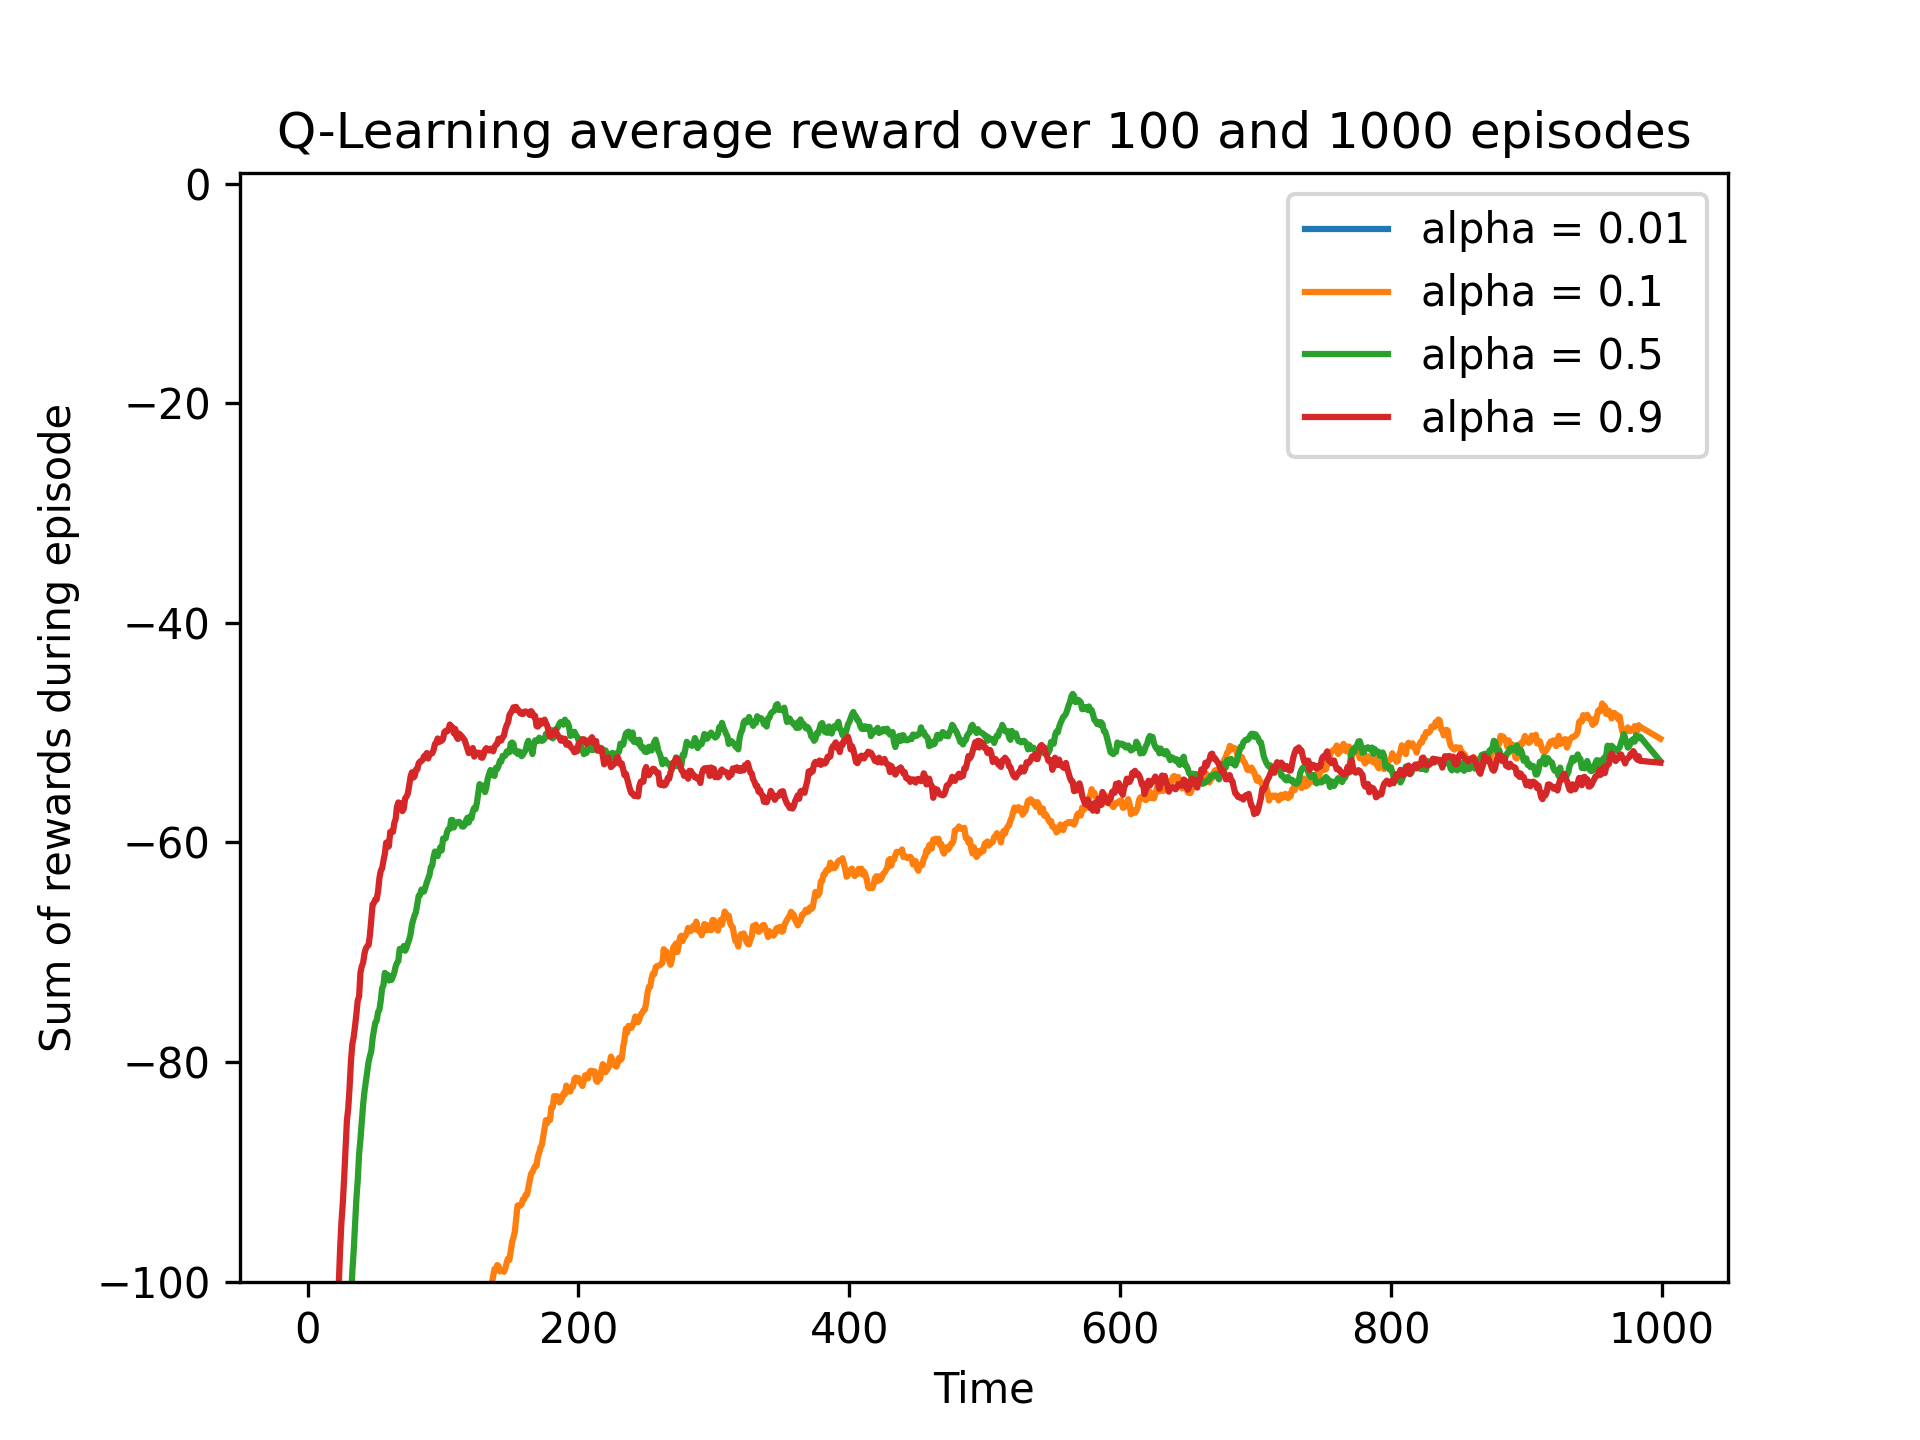 Q-Learning average reward over 100 and 1000 episodes
0
−20
−40
−60
−80
−100
Sum of rewards during episode
alpha = 0.01
alpha = 0.1
alpha = 0.5
alpha = 0.9
0 200 400 600 800 1000
Time